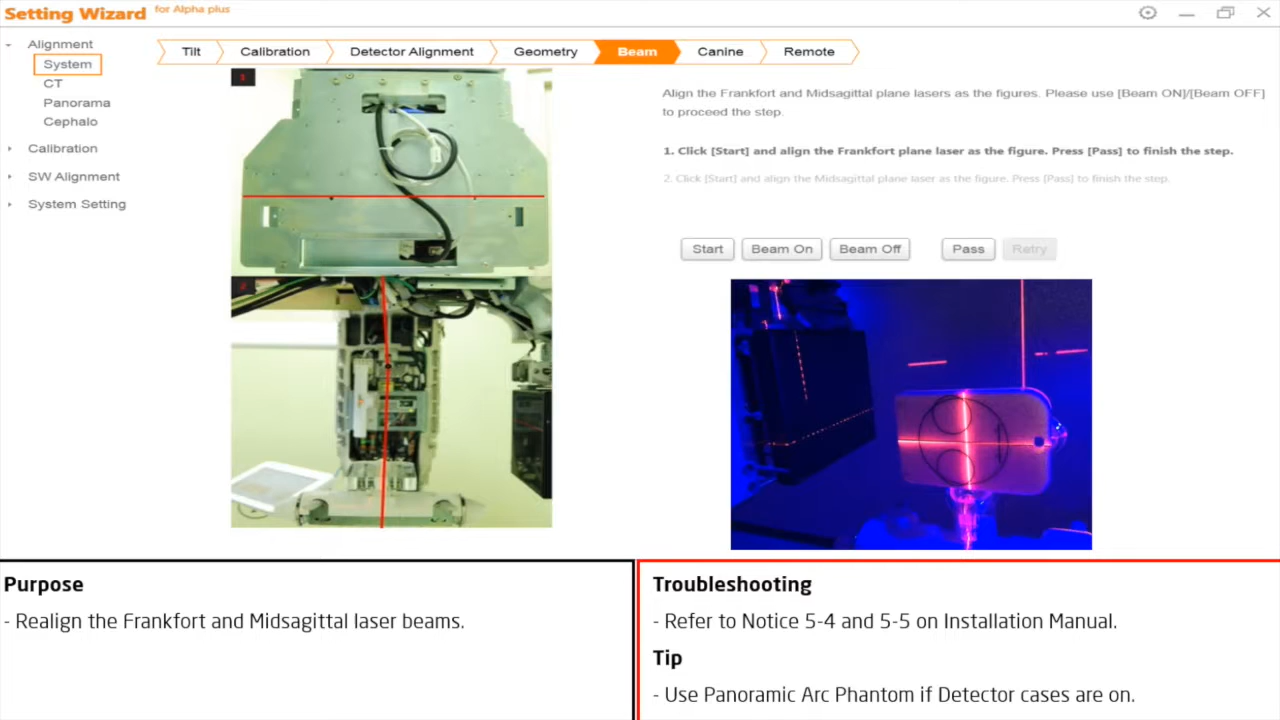 Setting Wizard for Alpha plus
Alignment
System
CT
Panorama
Cephalo
Calibration
SW Alignment
System Setting
Tilt
Calibration
Detector Alignment
Geometry
Beam
Canine
Remote
1
2
Align the Frankfort and Midsagittal plane lasers as the figures. Please use [Beam ON]/[Beam OFF]
to proceed the step.
1. Click [Start] and align the Frankfort plane laser as the figure. Press [Pass] to finish the step.
2. Click [Start] and align the Midsagittal plane laser as the figure. Press [Pass] to finish the step.
Start
Beam On
Beam Off
Pass
Retry
Purpose
- Realign the Frankfort and Midsagittal laser beams.
Troubleshooting
- Refer to Notice 5-4 and 5-5 on Installation Manual.
Tip
- Use Panoramic Arc Phantom if Detector cases are on.